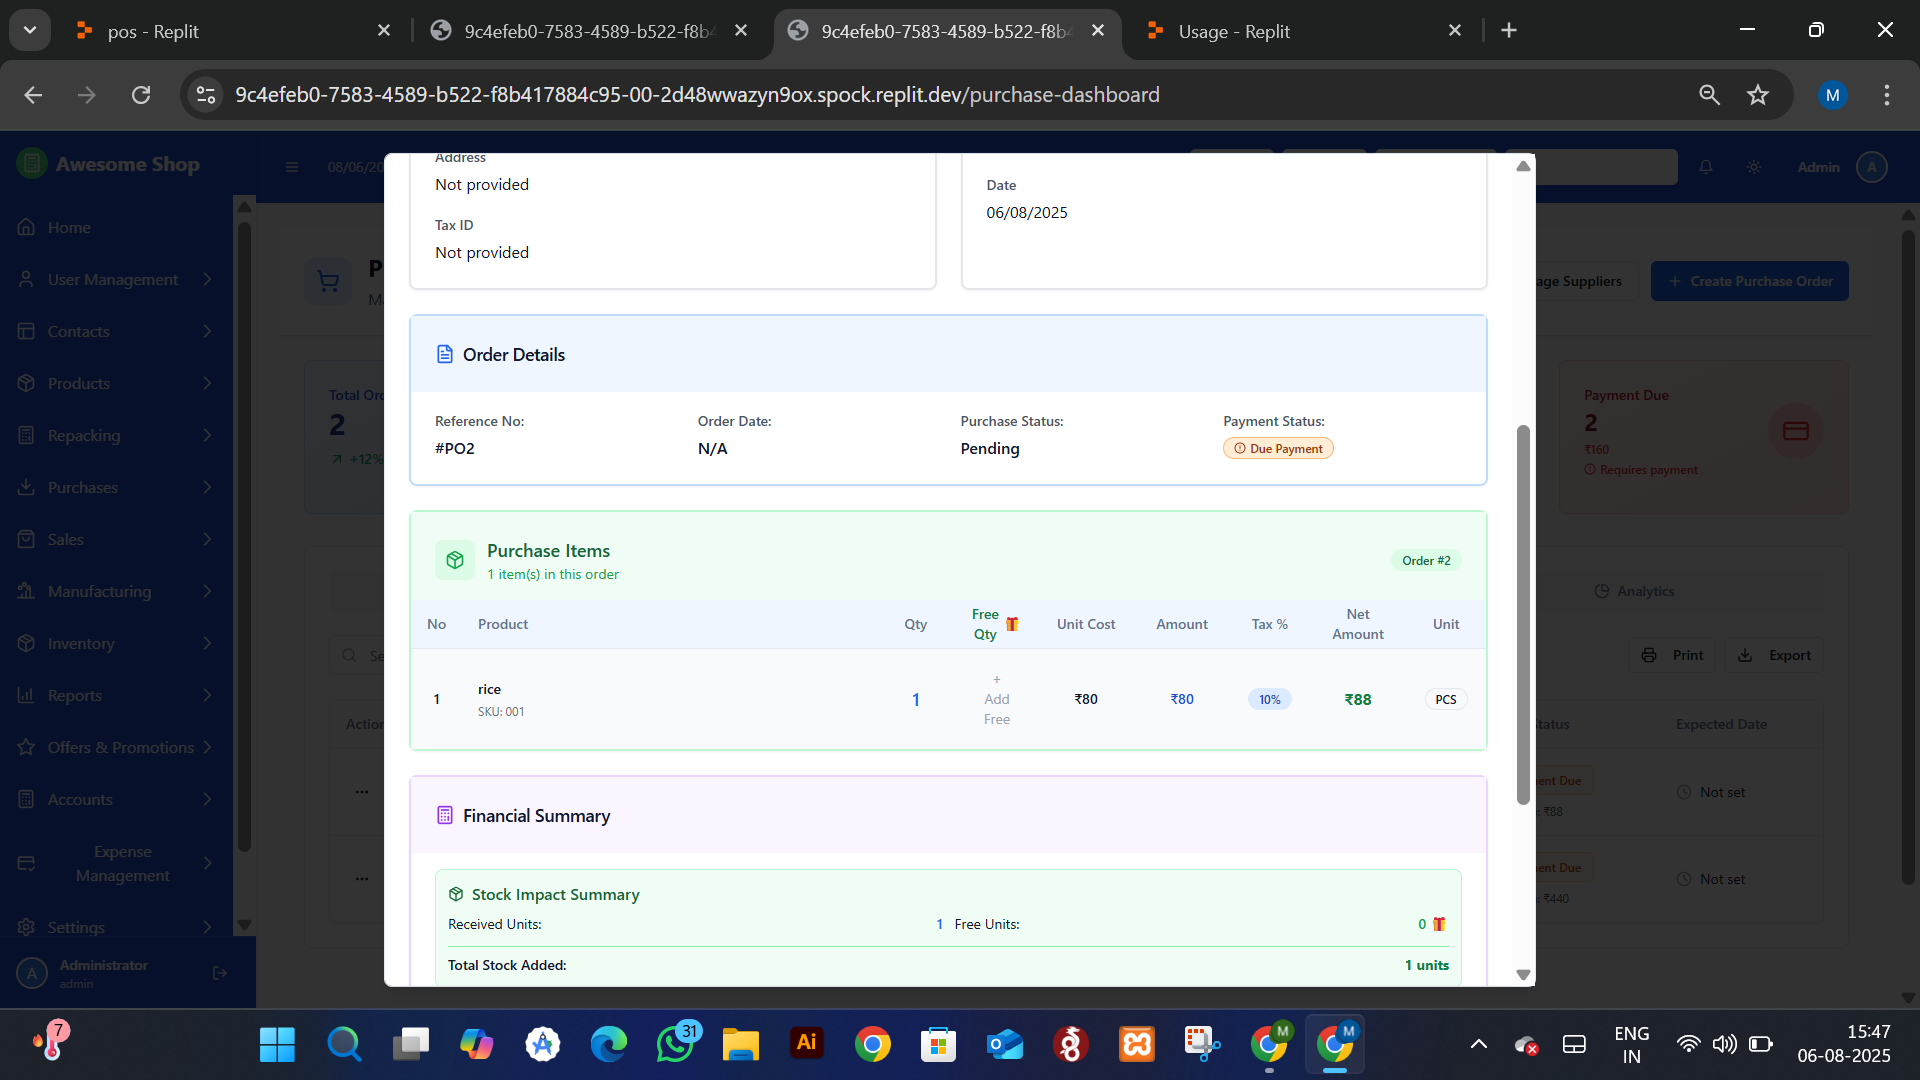 pos - Replit
9c4efeb0-7583-4589-b522-f8b4
9c4efeb0-7583-4589-b522-f8b4
Usage - Replit
9c4efeb0-7583-4589-b522-f8b417884c95-00-2d48wwazyn9ox.spock.replit.dev/purchase-dashboard
M
Awesome Shop
08/06/20
Admin
A
Home
User Management
Contacts
Products
Repacking
Purchases
Sales
Manufacturing
Inventory
Reports
Offers & Promotions
Accounts
Expense
Management
Settings
A
Administrator
admin
P
M
age Suppliers
+ Create Purchase Order
Total Ord
2
+12%
Payment Due
2
₹160
Requires payment
Analytics
Se
Print
Export
Action
tatus
Expected Date
...
ent Due
₹88
Not set
...
ent Due
: ₹440
Not set
Address
Not provided
Tax ID
Not provided
Date
06/08/2025
Order Details
Reference No:
Order Date:
Purchase Status:
Payment Status:
#PO2
N/A
Pending
Due Payment
Purchase Items
1 item(s) in this order
Order #2
No
Product
Qty
Free
Qty
Unit Cost
Amount
Tax %
Net
Amount
Unit
1
rice
SKU: 001
1
+
Add
Free
₹80
₹80
10%
₹88
PCS
Financial Summary
Stock Impact Summary
Received Units:
1
Free Units:
0
Total Stock Added:
1 units
7
31
Ai
M
M
ENG
IN
15:47
06-08-2025